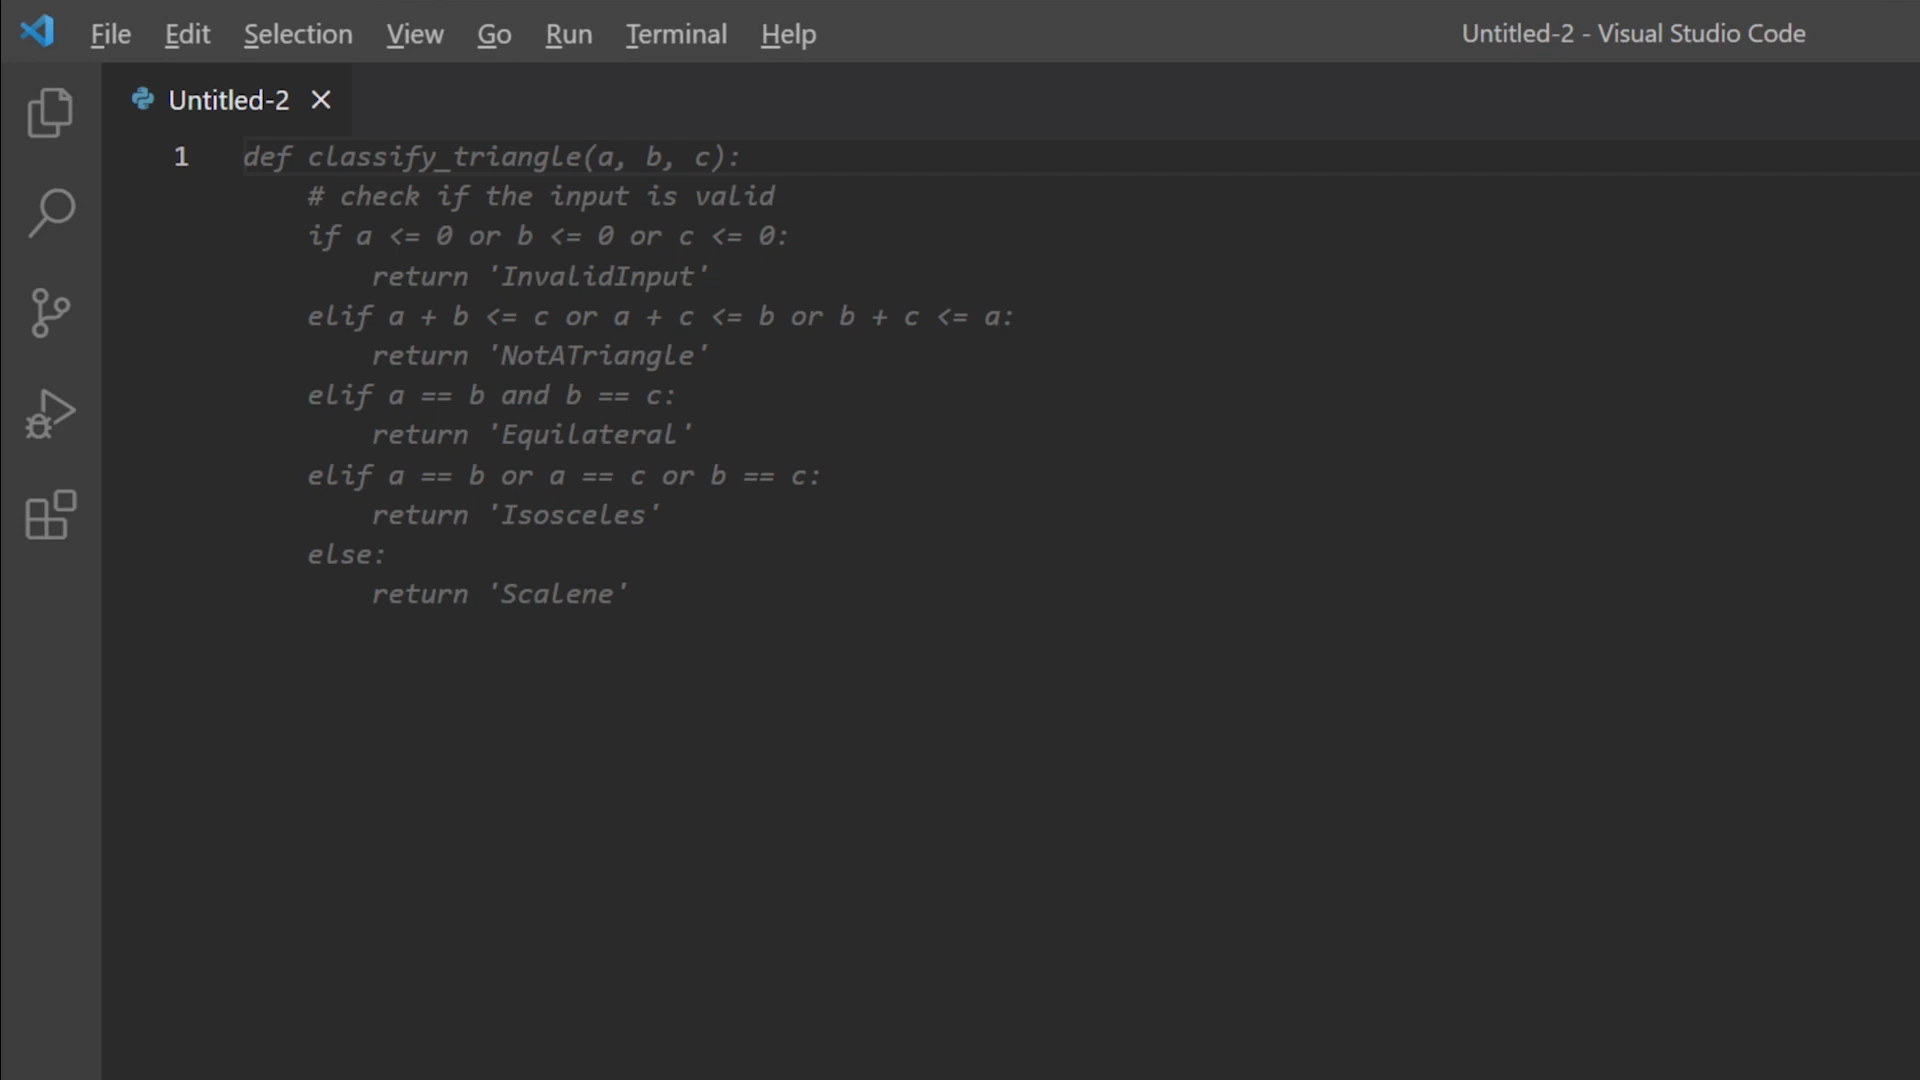 File Edit Selection View Go Run Terminal Help Untitled-2 - Visual Studio Code
Untitled-2
1 def classify_triangle(a, b, c):
# check if the input is valid
if a <= 0 or b <= 0 or c <= 0:
return 'InvalidInput'
elif a + b <= c or a + c <= b or b + c <= a:
return 'NotATriangle'
elif a == b and b == c:
return 'Equilateral'
elif a == b or a == c or b == c:
return 'Isosceles'
else:
return 'Scalene'